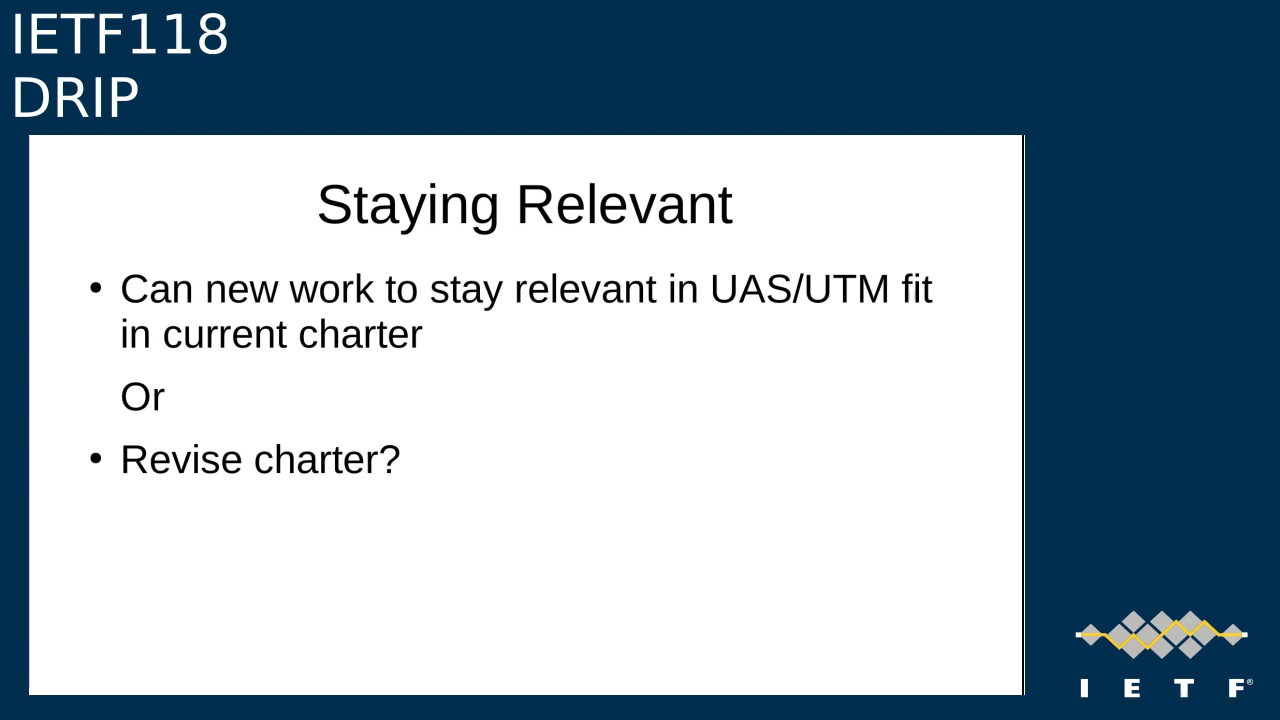 IETF118
DRIP
Staying Relevant
• Can new work to stay relevant in UAS/UTM fit
in current charter
Or
• Revise charter?
I E T F®